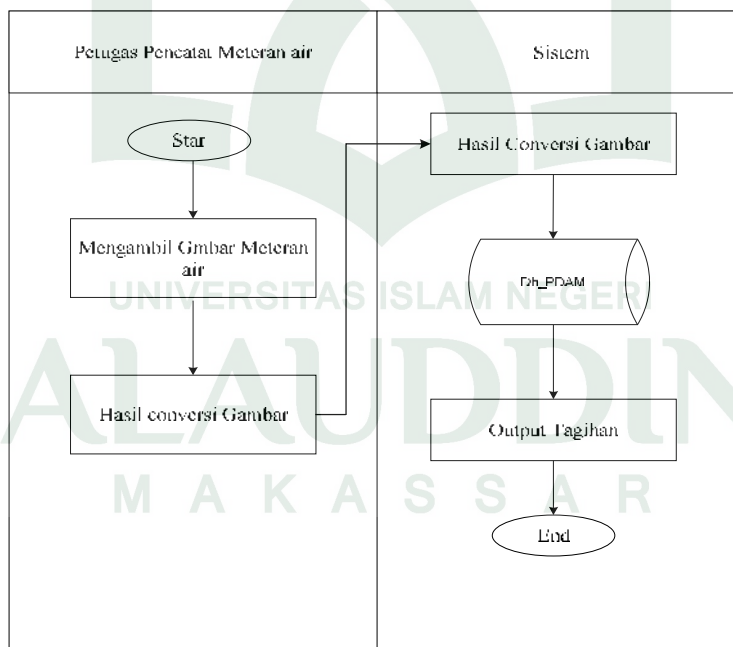 Petugas Pencatat Meteran air
Sistem
Star
Mengambil Gmbar Meteran
air
Hasil conversi Gambar
Hasil Conversi Gambar
Db_PDAM
Output Tagihan
End
UNIVERSITAS ISLAM NEGERI
ALAUDDIN
MAKASSAR